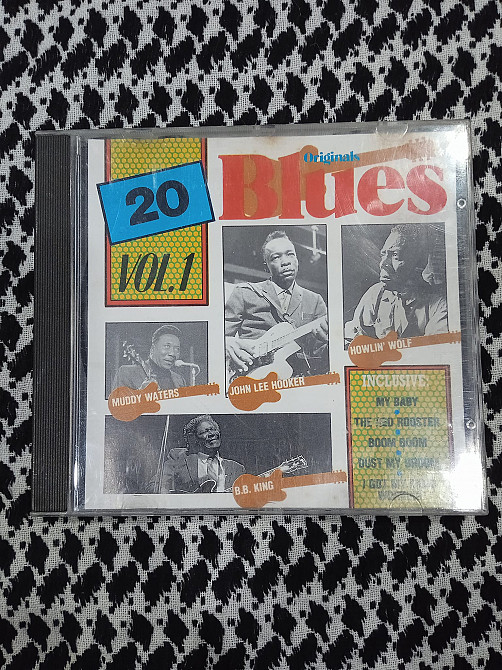 20
Originals
Blues
VOL.1
MUDDY WATERS
JOHN LEE HOOKER
HOWLIN' WOLF
B.B. KING
INCLUSIVE:
MY BABY
THE RED ROOSTER
BOOM BOOM
DUST MY BROOM